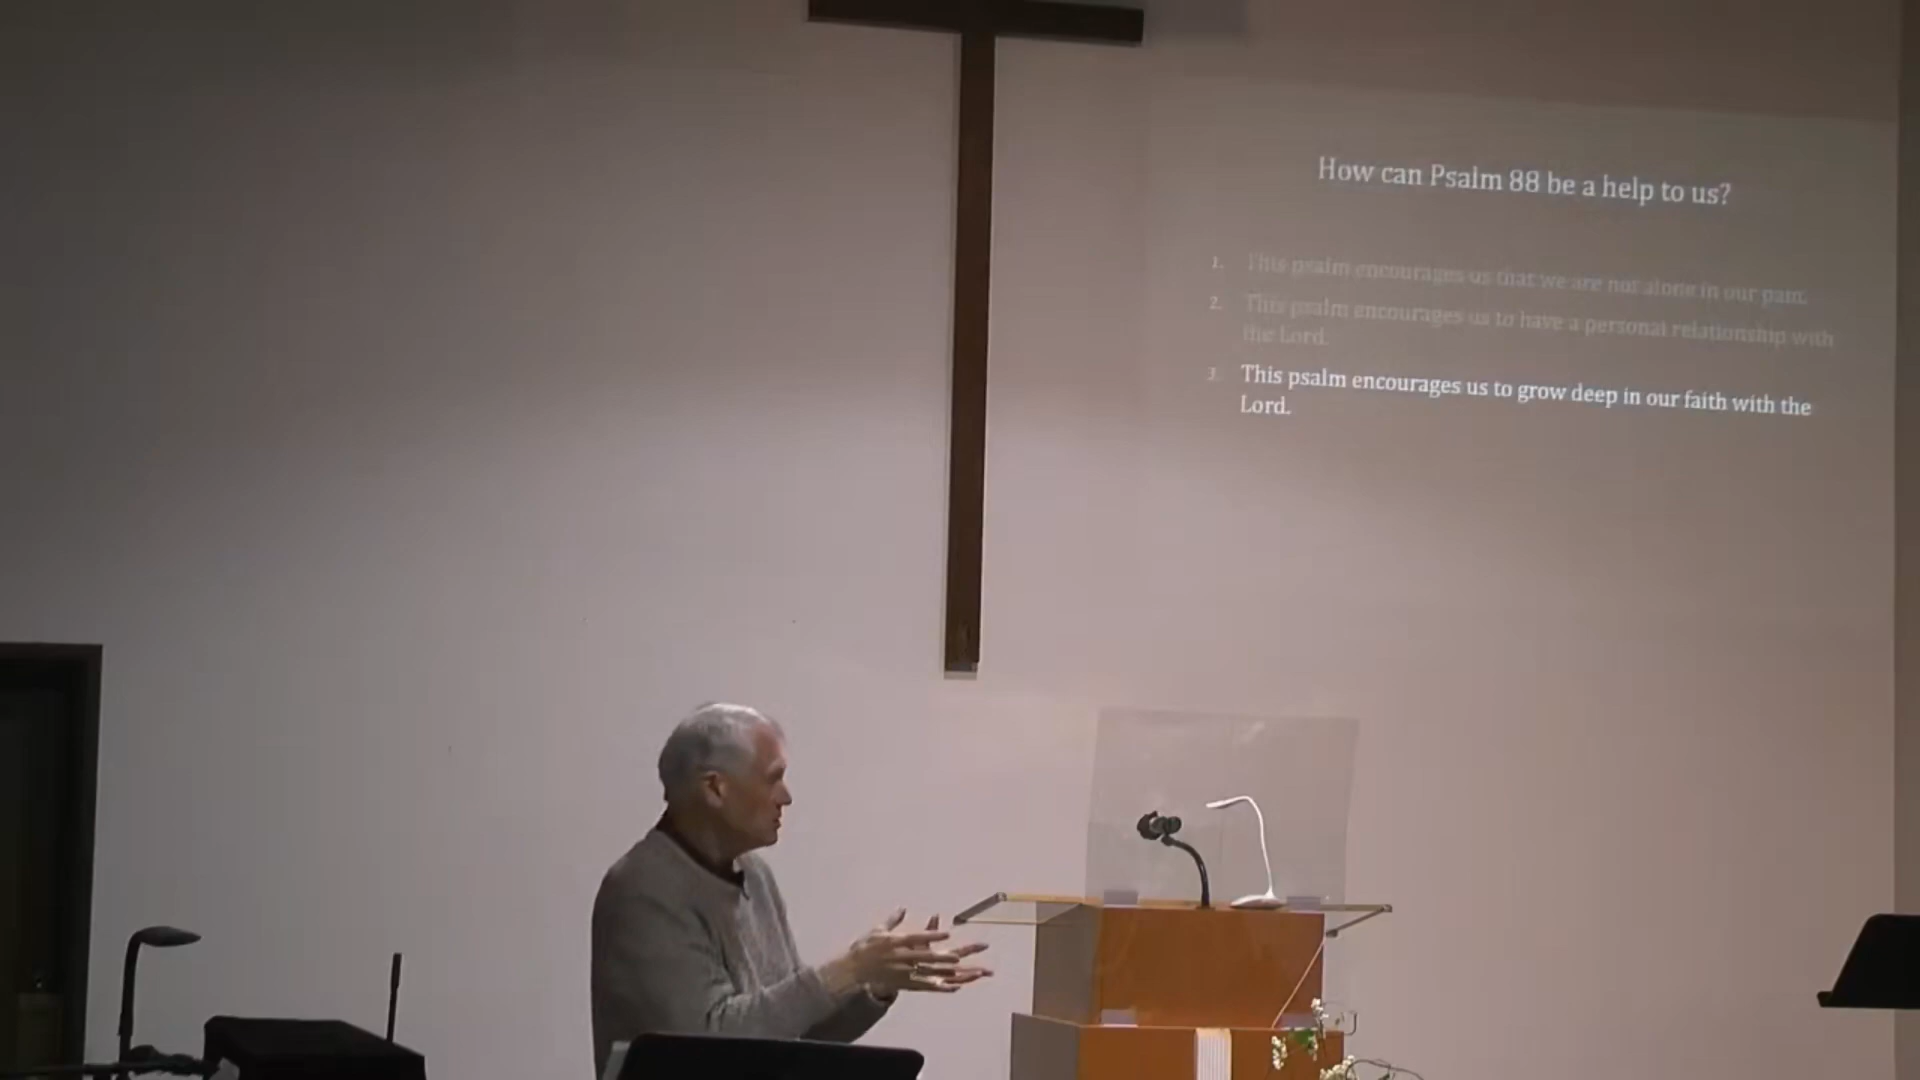 How can Psalm 88 be a help to us?
1. This psalm encourages us that we are not alone in our pain.
2. This psalm encourages us to have a personal relationship with
the Lord.
3. This psalm encourages us to grow deep in our faith with the
Lord.